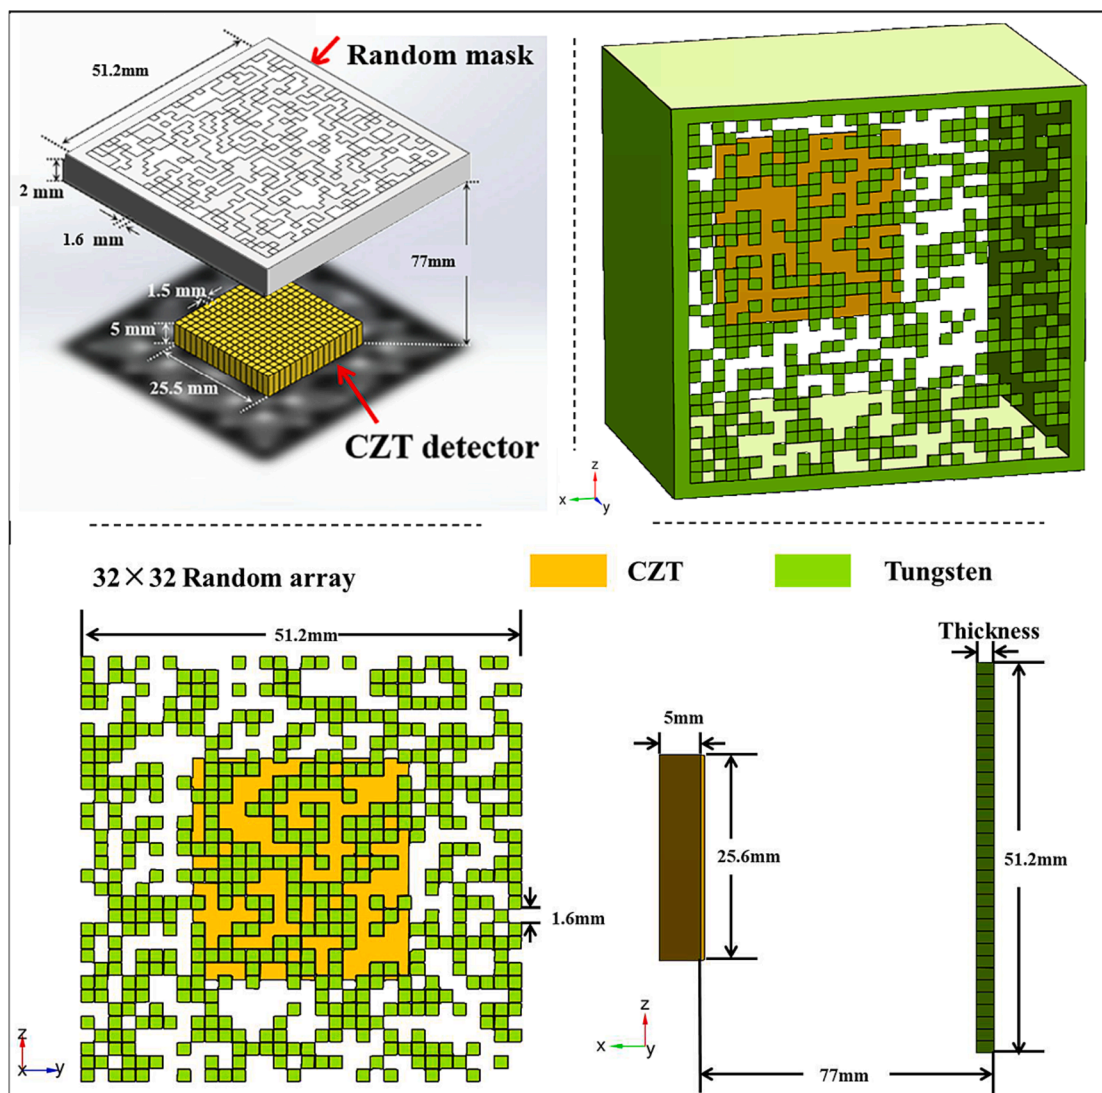 51.2mm
Random mask
2 mm
1.6 mm
77mm
1.5 mm
5 mm
25.5 mm
CZT detector
z
x
y
32×32 Random array
CZT
Tungsten
51.2mm
1.6mm
z
x
y
Thickness
5mm
25.6mm
51.2mm
z
x
y
77mm